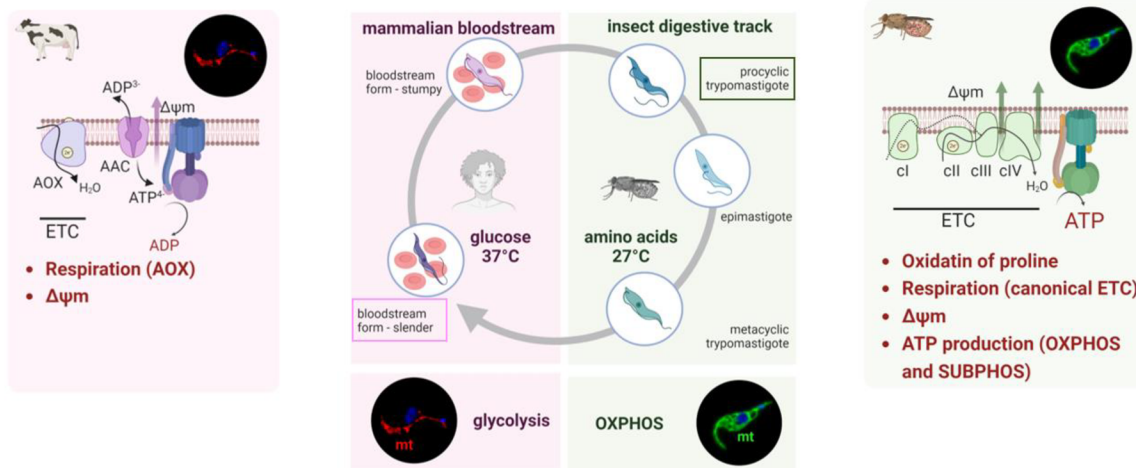 ADP3-
Δψm
AOX
H2O
AAC
ATP4-
ETC
ADP
• Respiration (AOX)
• Δψm
mammalian bloodstream
insect digestive track
bloodstream
form - stumpy
procyclic
trypomastigote
epimastigote
glucose
37°C
amino acids
27°C
bloodstream
form - slender
metacyclic
trypomastigote
mt
glycolysis
OXPHOS
mt
Δψm
2e
2e
cI
cII
cIII
cIV
H2O
ETC
ATP
• Oxidatin of proline
• Respiration (canonical ETC)
• Δψm
• ATP production (OXPHOS
and SUBPHOS)